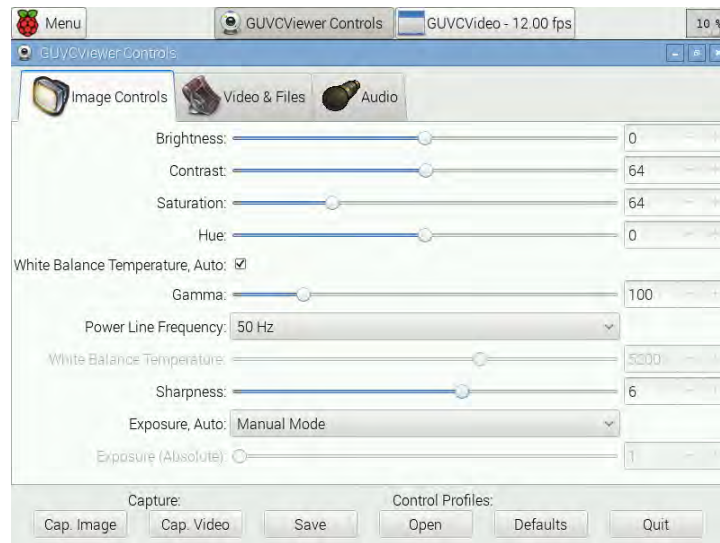 Menu GUVCViewer Controls GUVCVideo - 12.00 fps 10 %
GUVCViewer Controls
Image Controls Video & Files Audio
Brightness: 0
Contrast: 64
Saturation: 64
Hue: 0
White Balance Temperature, Auto:
Gamma: 100
Power Line Frequency: 50 Hz
White Balance Temperature: 5200
Sharpness: 6
Exposure, Auto: Manual Mode
Exposure (Absolute): 1
Capture: Control Profiles:
Cap. Image Cap. Video Save Open Defaults Quit